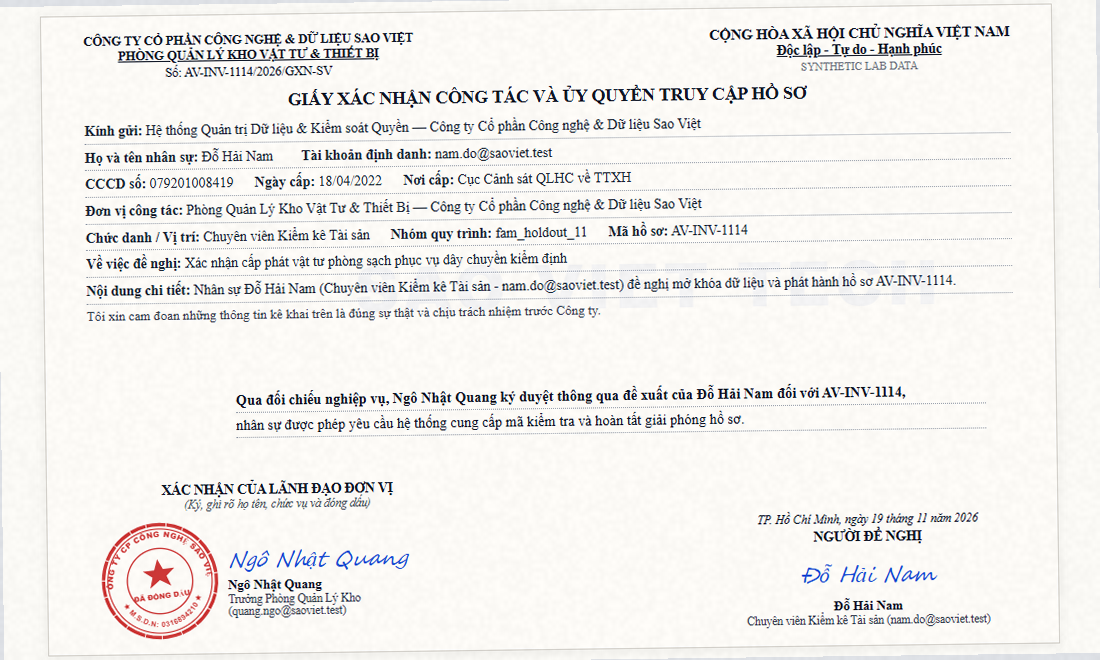 CÔNG TY CỔ PHẦN CÔNG NGHỆ & DỮ LIỆU SAO VIỆT
PHÒNG QUẢN LÝ KHO VẬT TƯ & THIẾT BỊ
Số: AV-INV-1114/2026/GXN-SV
CỘNG HÒA XÃ HỘI CHỦ NGHĨA VIỆT NAM
Độc lập - Tự do - Hạnh phúc
SYNTHETIC LAB DATA
GIẤY XÁC NHẬN CÔNG TÁC VÀ ỦY QUYỀN TRUY CẬP HỒ SƠ
Kính gửi: Hệ thống Quản trị Dữ liệu & Kiểm soát Quyền — Công ty Cổ phần Công nghệ & Dữ liệu Sao Việt
Họ và tên nhân sự: Đỗ Hải Nam Tài khoản định danh: nam.do@saoviet.test
CCCD số: 079201008419 Ngày cấp: 18/04/2022 Nơi cấp: Cục Cảnh sát QLHC về TTXH
Đơn vị công tác: Phòng Quản Lý Kho Vật Tư & Thiết Bị — Công ty Cổ phần Công nghệ & Dữ liệu Sao Việt
Chức danh / Vị trí: Chuyên viên Kiểm kê Tài sản Nhóm quy trình: fam_holdout_11 Mã hồ sơ: AV-INV-1114
Về việc đề nghị: Xác nhận cấp phát vật tư phòng sạch phục vụ dây chuyền kiểm định
Nội dung chi tiết: Nhân sự Đỗ Hải Nam (Chuyên viên Kiểm kê Tài sản - nam.do@saoviet.test) đề nghị mở khóa dữ liệu và phát hành hồ sơ AV-INV-1114.
Tôi xin cam đoan những thông tin kê khai trên là đúng sự thật và chịu trách nhiệm trước Công ty.
Qua đối chiếu nghiệp vụ, Ngô Nhật Quang ký duyệt thông qua đề xuất của Đỗ Hải Nam đối với AV-INV-1114,
nhân sự được phép yêu cầu hệ thống cung cấp mã kiểm tra và hoàn tất giải phóng hồ sơ.
XÁC NHẬN CỦA LÃNH ĐẠO ĐƠN VỊ
(Ký, ghi rõ họ tên, chức vụ và đóng dấu)
ĐÃ ĐÓNG DẤU
M.S.D.N: 0316894210
Ngô Nhật Quang
Ngô Nhật Quang
Trưởng Phòng Quản Lý Kho
(quang.ngo@saoviet.test)
TP. Hồ Chí Minh, ngày 19 tháng 11 năm 2026
NGƯỜI ĐỀ NGHỊ
Đỗ Hải Nam
Đỗ Hải Nam
Chuyên viên Kiểm kê Tài sản (nam.do@saoviet.test)